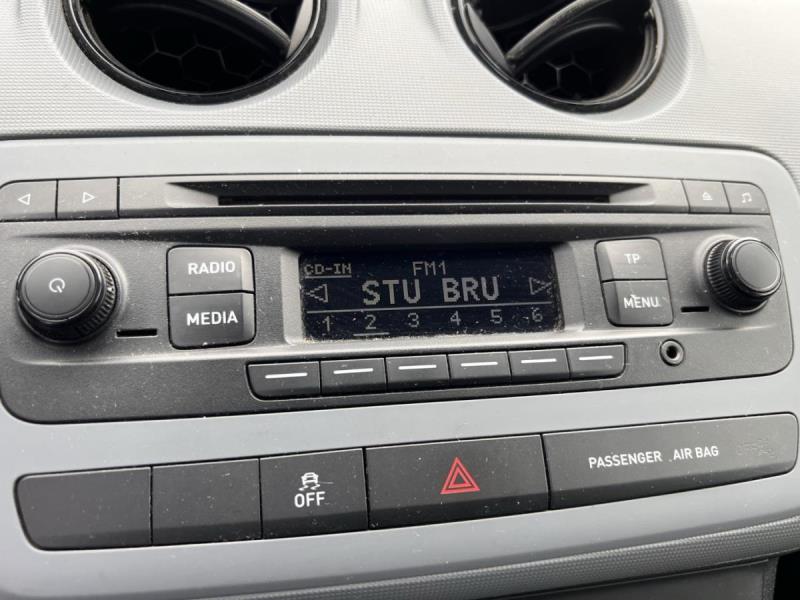 RADIO
MEDIA
CD-IN FM1
STU BRU
1 2 3 4 5 6
TP
MENU
OFF
PASSENGER AIR BAG